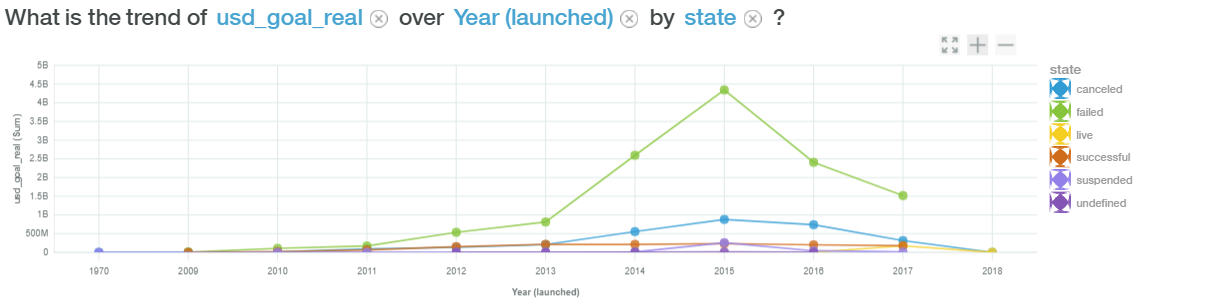 What is the trend of usd_goal_real over Year (launched) by state ?
state
canceled
failed
live
successful
suspended
undefined
usd_goal_real (Sum)
5B
4.5B
4B
3.5B
3B
2.5B
2B
1.5B
1B
500M
0
1970 2009 2010 2011 2012 2013 2014 2015 2016 2017 2018
Year (launched)